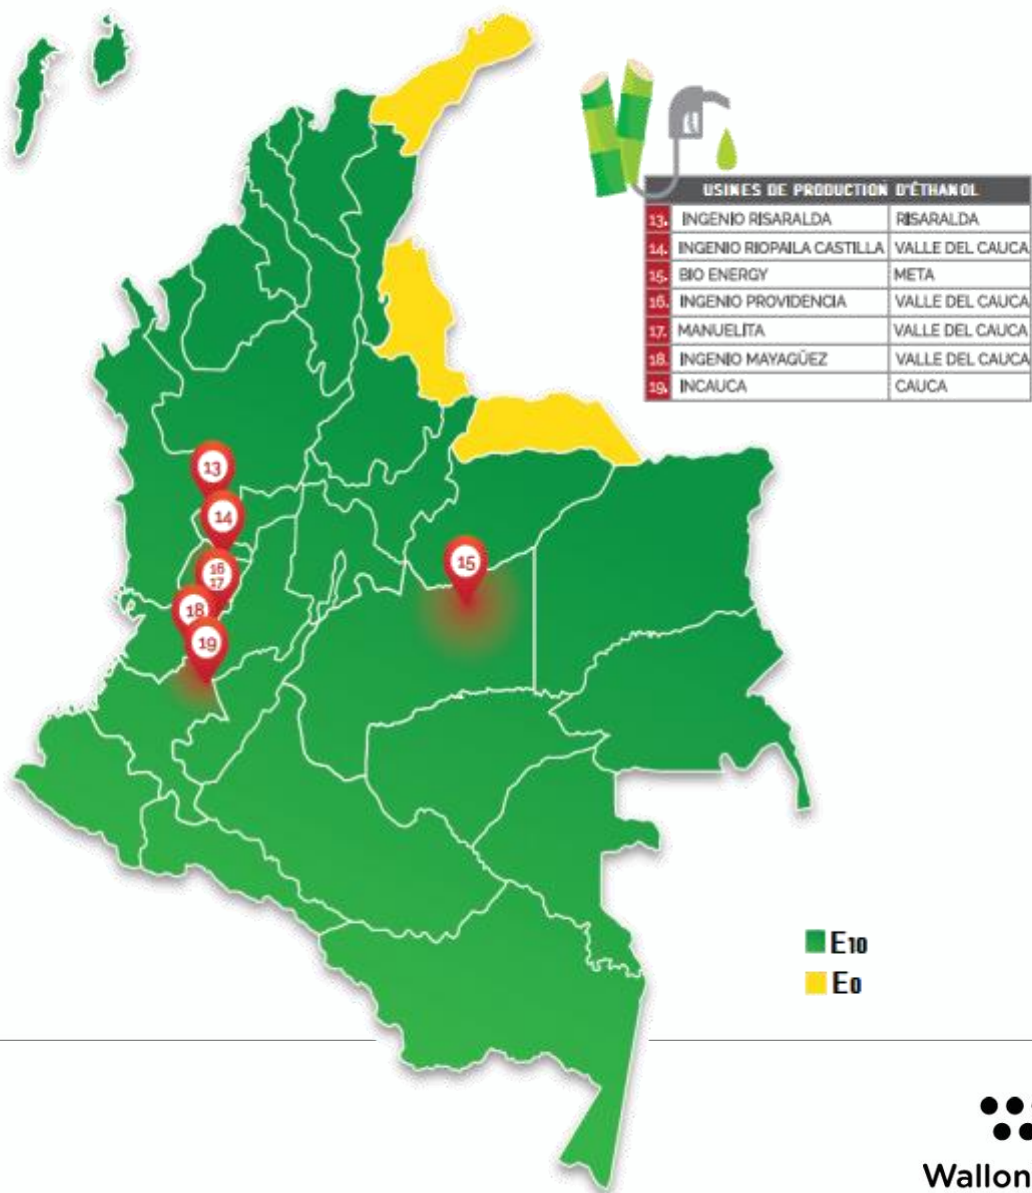 USINES DE PRODUCTION D'ÉTHANOL
13. INGENIO RISARALDA RISARALDA
14. INGENIO RIOPAILA CASTILLA VALLE DEL CAUCA
15. BIO ENERGY META
16. INGENIO PROVIDENCIA VALLE DEL CAUCA
17. MANUELITA VALLE DEL CAUCA
18. INGENIO MAYAGÜEZ VALLE DEL CAUCA
19. INCAUCA CAUCA
13
14
15
16
17
18
19
E10
E0
Wallon